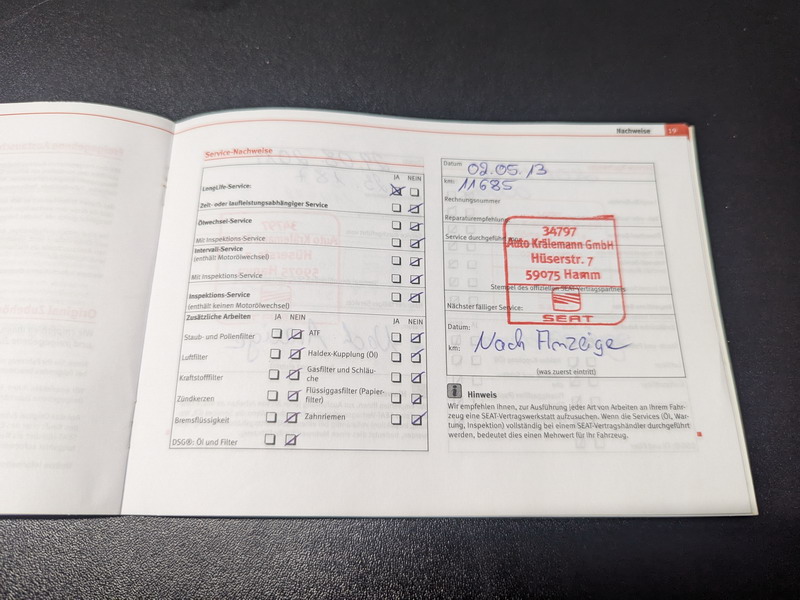 Nachweise 19
Service-Nachweise
JA NEIN
LongLife-Service:
Zeit- oder laufleistungsabhängiger Service
Ölwechsel-Service
Mit Inspektions-Service
Intervall-Service
(enthält Motorölwechsel)
Mit Inspektions-Service
Inspektions-Service
(enthält keinen Motorölwechsel)
Zusätzliche Arbeiten JA NEIN JA NEIN
Staub- und Pollenfilter ATF
Luftfilter Haldex-Kupplung (Öl)
Kraftstofffilter Gasfilter und Schläu-
che
Zündkerzen Flüssiggasfilter (Papier-
filter)
Bremsflüssigkeit Zahnriemen
DSG®: Öl und Filter
Datum 02.05.13
km: 11685
Rechnungsnummer
Reparaturempfehlung
Service durchgeführt
34797
Auto Krälemann GmbH
Hüserstr. 7
59075 Hamm
Stempel des offiziellen SEAT-Vertragspartners
SEAT
Nächster fälliger Service:
Datum:
km: Nach Anzeige
(was zuerst eintritt)
i Hinweis
Wir empfehlen Ihnen, zur Ausführung jeder Art von Arbeiten an Ihrem Fahr-
zeug eine SEAT-Vertragswerkstatt aufzusuchen. Wenn die Services (Öl, War-
tung, Inspektion) vollständig bei einem SEAT-Vertragshändler durchgeführt
werden, bedeutet dies einen Mehrwert für Ihr Fahrzeug.